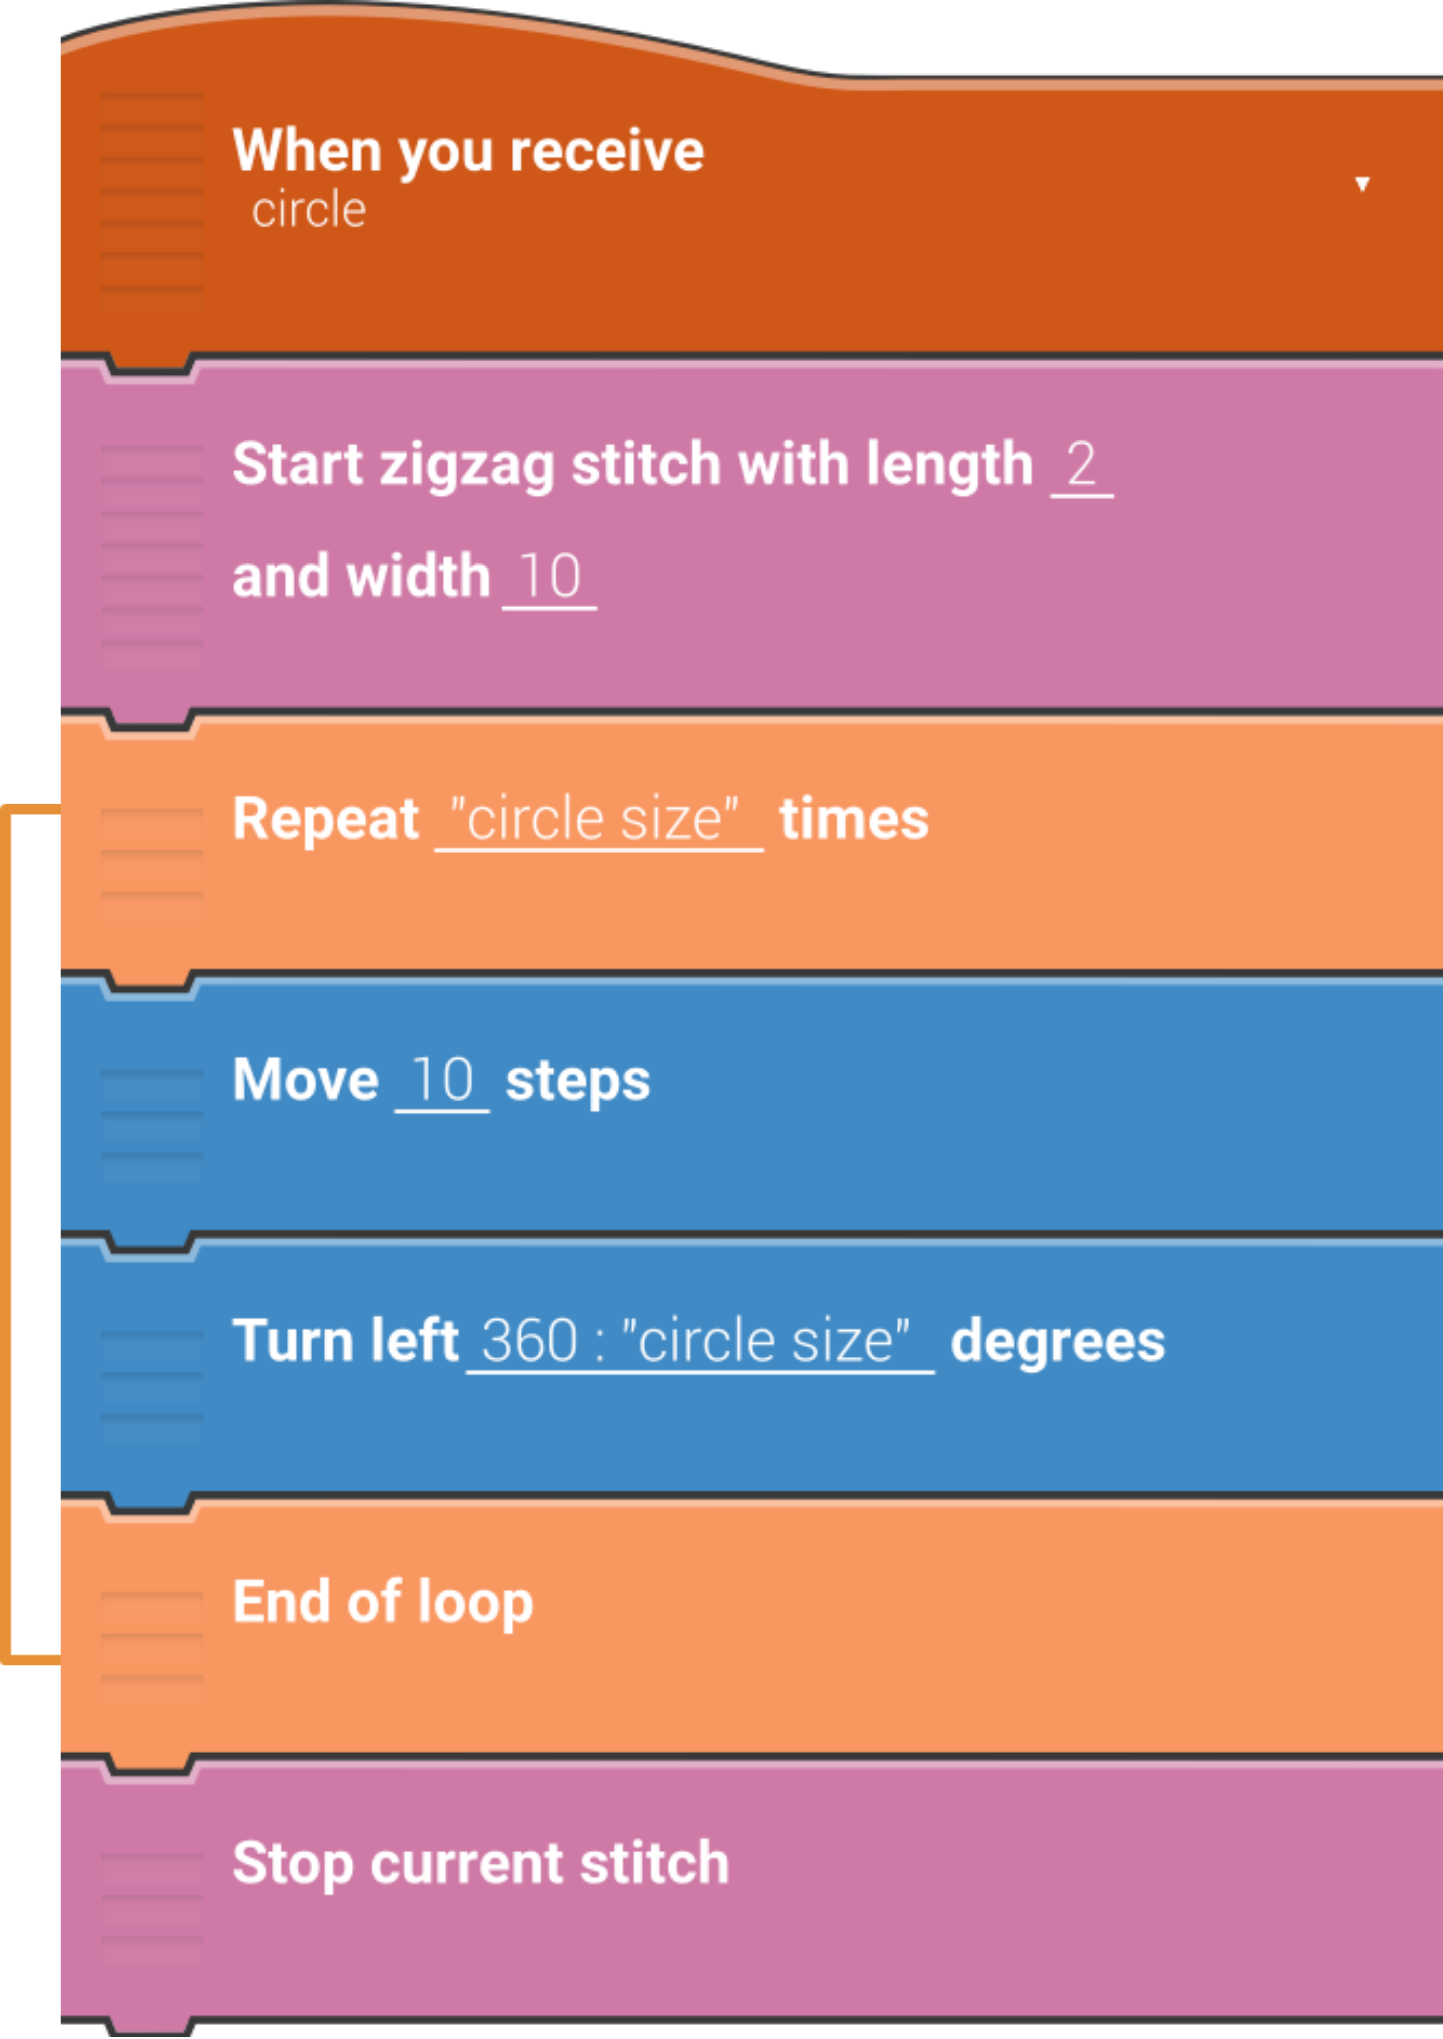 When you receive
circle
Start zigzag stitch with length 2
and width 10
Repeat "circle size" times
Move 10 steps
Turn left 360 : "circle size" degrees
End of loop
Stop current stitch